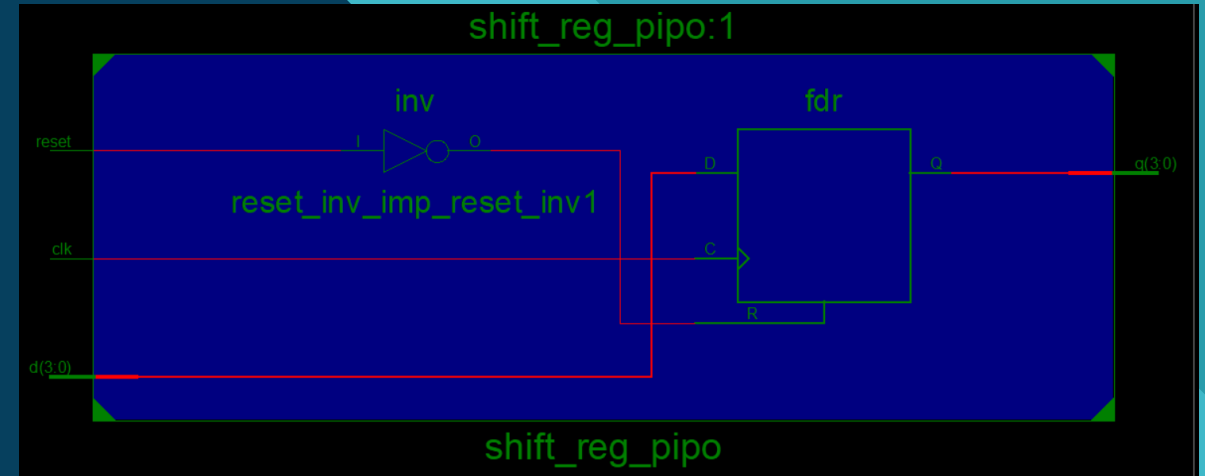 shift_reg_pipo:1
inv
fdr
reset
I
O
D
Q
q(3:0)
reset_inv_imp_reset_inv1
clk
C
R
d(3:0)
shift_reg_pipo